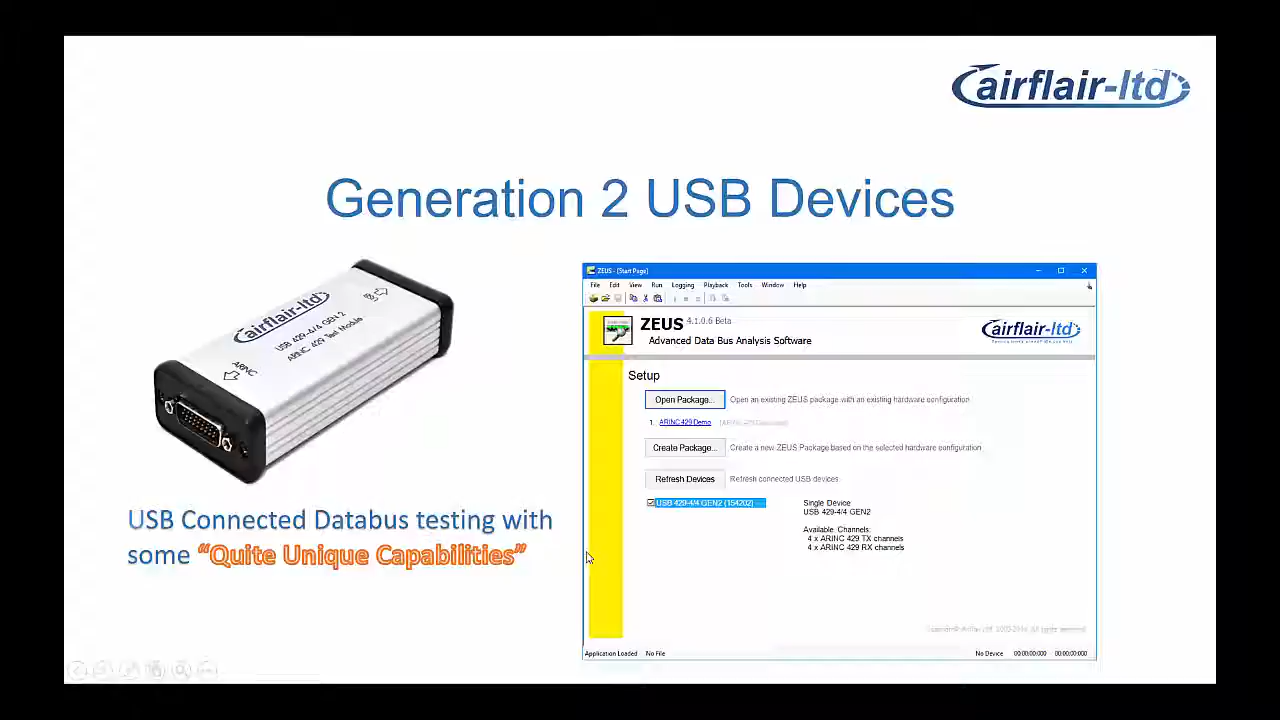 airflair-ltd
Generation 2 USB Devices
airflair-ltd
USB 429-4/4 GEN 2
ARINC 429 Test Module
ARINC
USB Connected Databus testing with
some “Quite Unique Capabilities”
ZEUS - [Start Page]
File Edit View Run Logging Playback Tools Window Help
ZEUS 4.1.0.6 Beta
Advanced Data Bus Analysis Software
airflair-ltd
Setup
Open Package... Open an existing ZEUS package with an existing hardware configuration
1. ARINC 429 Demo
Create Package... Create a new ZEUS Package based on the selected hardware configuration
Refresh Devices Refresh connected USB devices.
USB 429-4/4 GEN2 (154202)
Single Device:
USB 429-4/4 GEN2
Available Channels:
4 x ARINC 429 TX channels
4 x ARINC 429 RX channels
All rights reserved
Application Loaded No File No Device 00:00:00:000 00:00:00:000